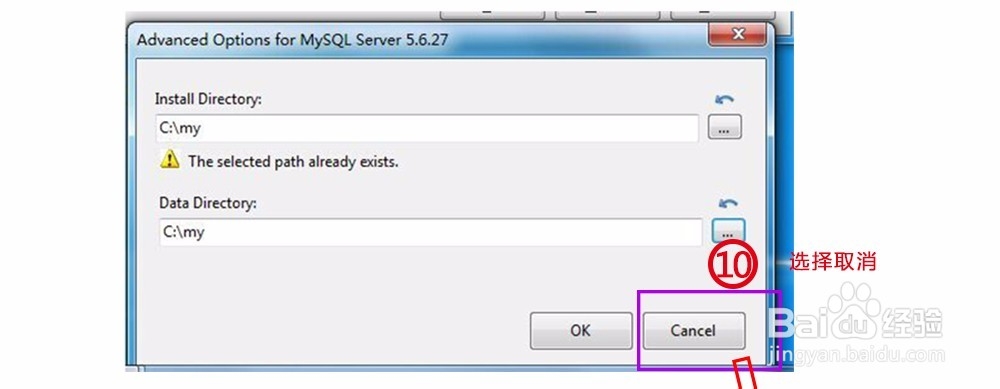 Advanced Options for MySQL Server 5.6.27
Install Directory:
C:\my
...
The selected path already exists.
Data Directory:
C:\my
...
10 选择取消
OK
Cancel
Baidu 经验
jingyan.baidu.com